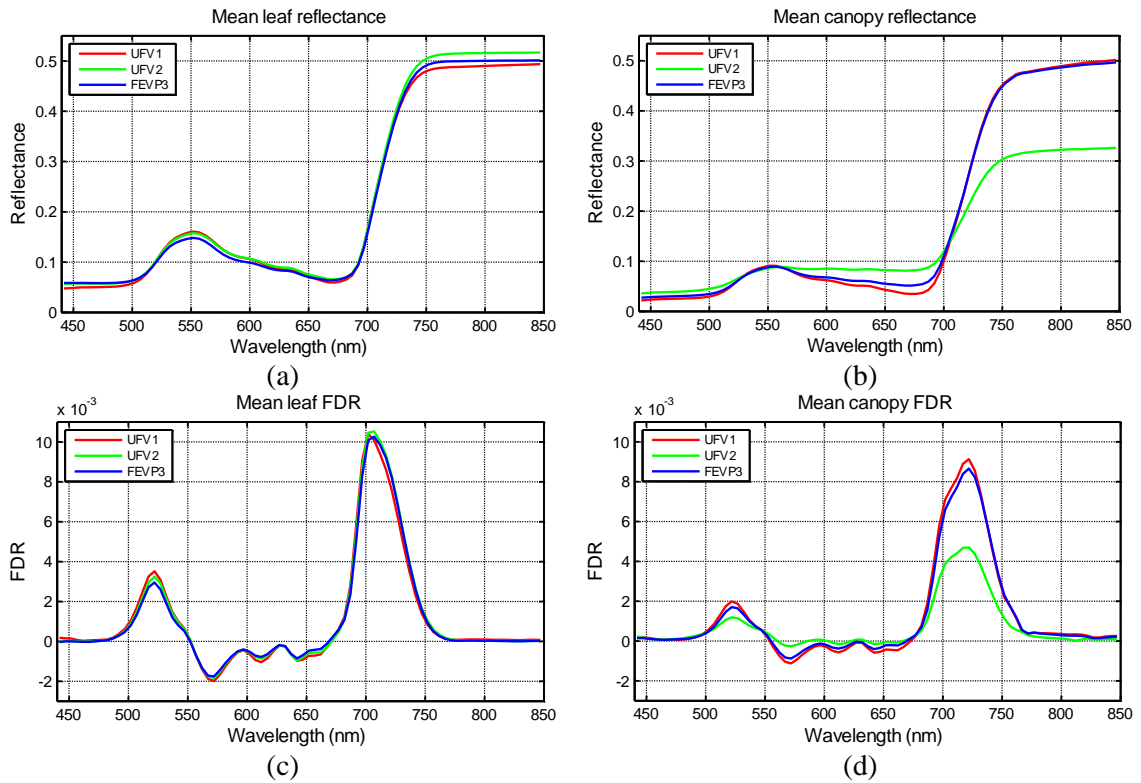 Mean leaf reflectance
UFV1
UFV2
FEVP3
0.5
0.4
0.3
0.2
0.1
0
Reflectance
450 500 550 600 650 700 750 800 850
Wavelength (nm)
(a)
Mean canopy reflectance
UFV1
UFV2
FEVP3
0.5
0.4
0.3
0.2
0.1
0
Reflectance
450 500 550 600 650 700 750 800 850
Wavelength (nm)
(b)
x 10⁻³
Mean leaf FDR
UFV1
UFV2
FEVP3
10
8
6
4
2
0
-2
FDR
450 500 550 600 650 700 750 800 850
Wavelength (nm)
(c)
x 10⁻³
Mean canopy FDR
UFV1
UFV2
FEVP3
10
8
6
4
2
0
-2
FDR
450 500 550 600 650 700 750 800 850
Wavelength (nm)
(d)